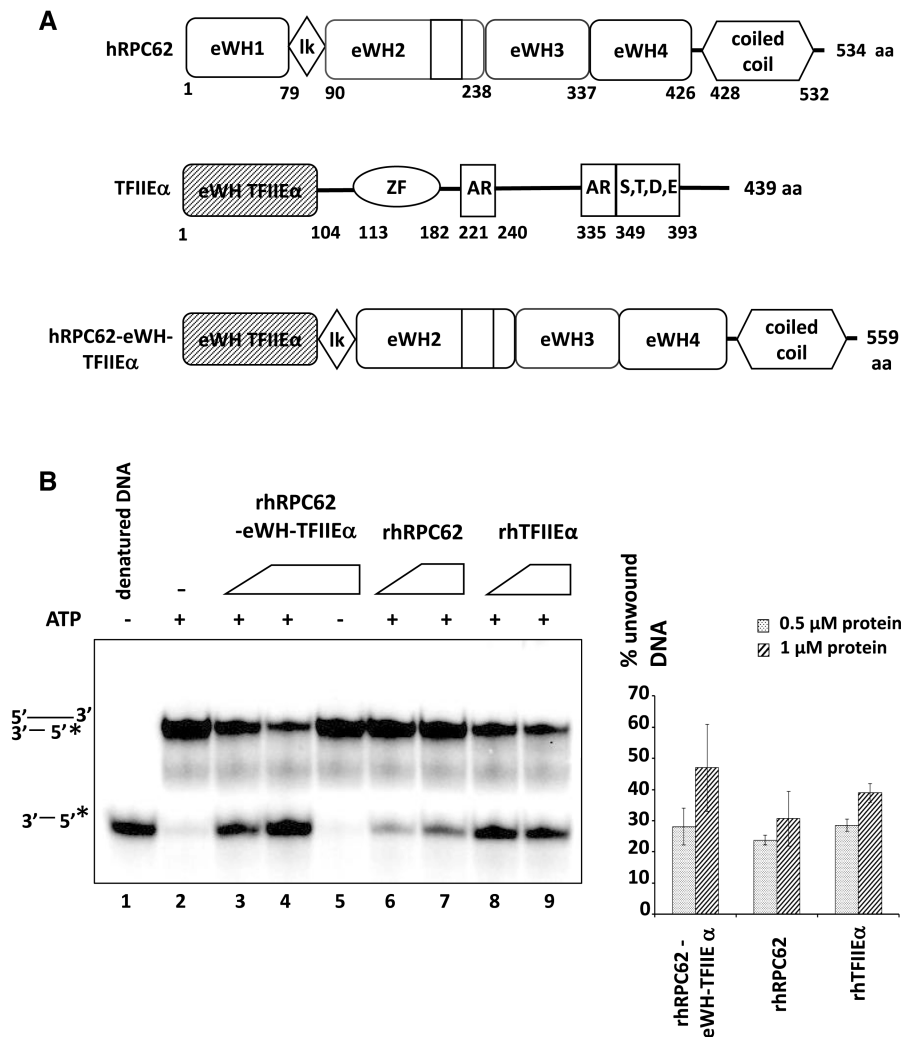 A
hRPC62 eWH1 lk eWH2 eWH3 eWH4 coiled coil 534 aa
1 79 90 238 337 426 428 532
TFIIEα eWH TFIIEα ZF AR AR S,T,D,E 439 aa
1 104 113 182 221 240 335 349 393
hRPC62-eWH-TFIIEα eWH TFIIEα lk eWH2 eWH3 eWH4 coiled coil 559 aa
B
denatured DNA
rhRPC62
-eWH-TFIIEα rhRPC62 rhTFIIEα
–
ATP - + + + - + + + +
5’ 3’
3’ 5’*
3’ 5’*
1 2 3 4 5 6 7 8 9
% unwound
DNA
0.5 µM protein
1 µM protein
70
60
50
40
30
20
10
0
rhRPC62 -
eWH-TFIIE α
rhRPC62
rhTFIIEα